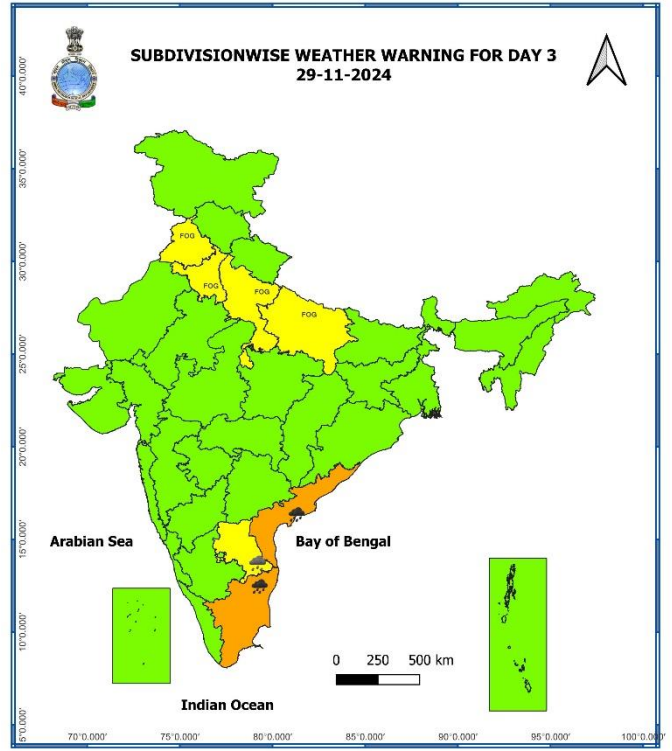 SUBDIVISIONWISE WEATHER WARNING FOR DAY 3
29-11-2024
40°0.000'
35°0.000'
30°0.000'
25°0.000'
20°0.000'
15°0.000'
10°0.000'
5°0.000'
FOG
FOG
FOG
FOG
Arabian Sea
Bay of Bengal
0 250 500 km
Indian Ocean
70°0.000' 75°0.000' 80°0.000' 85°0.000' 90°0.000' 95°0.000' 100°0.000'